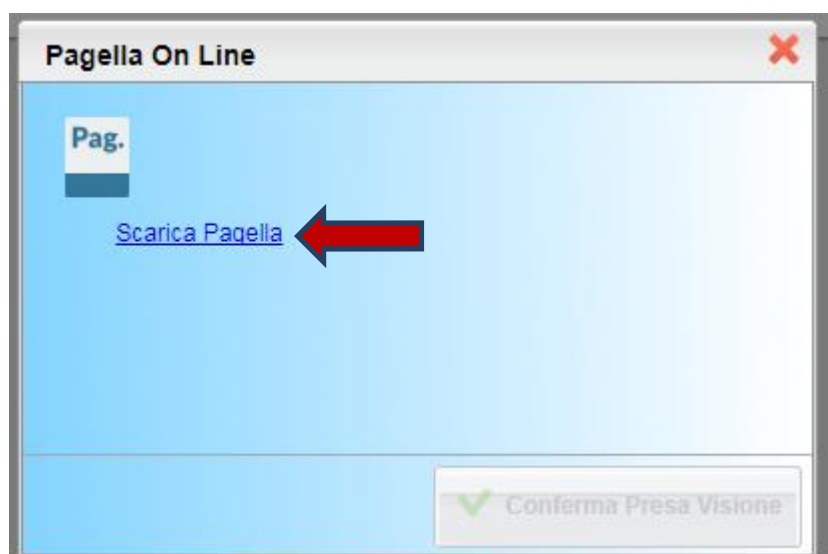 Pagella On Line
Pag.
Scarica Pagella
Conferma Presa Visione